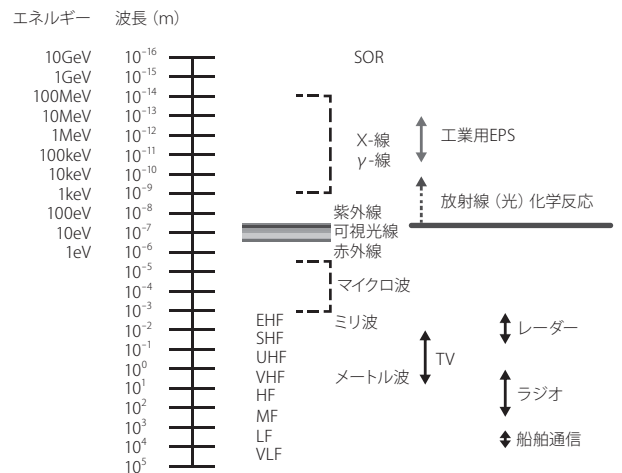 エネルギー 波長（m）
10GeV 10⁻¹⁶ SOR
1GeV 10⁻¹⁵
100MeV 10⁻¹⁴
10MeV 10⁻¹³
1MeV 10⁻¹² X-線 工業用EPS
100keV 10⁻¹¹ γ-線
10keV 10⁻¹⁰
1keV 10⁻⁹ 放射線（光）化学反応
100eV 10⁻⁸ 紫外線
10eV 10⁻⁷ 可視光線
1eV 10⁻⁶ 赤外線
10⁻⁵
10⁻⁴ マイクロ波
10⁻³
EHF ミリ波 レーダー
10⁻² SHF
10⁻¹ UHF TV
10⁰ VHF メートル波
10¹ HF ラジオ
10² MF
10³ LF 船舶通信
10⁴ VLF
10⁵